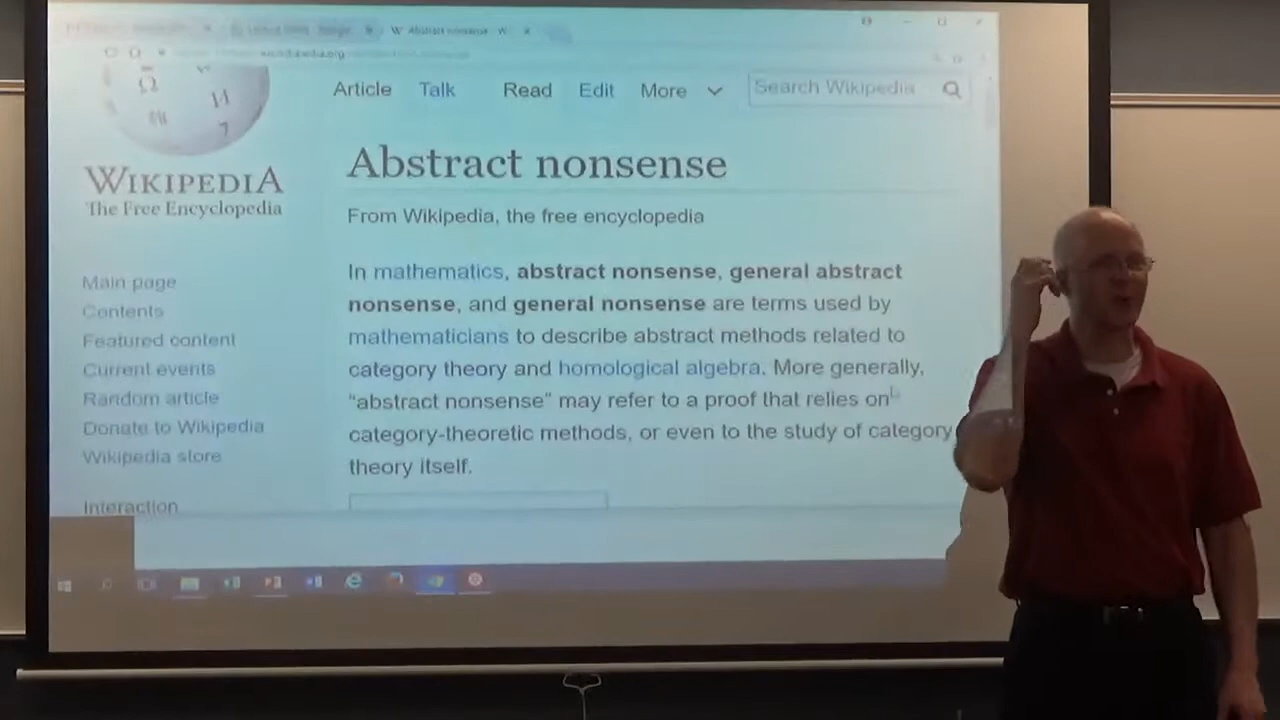 Abstract nonsense
Article Talk Read Edit More Search Wikipedia
WIKIPEDIA
The Free Encyclopedia
Abstract nonsense
From Wikipedia, the free encyclopedia
In mathematics, abstract nonsense, general abstract
nonsense, and general nonsense are terms used by
mathematicians to describe abstract methods related to
category theory and homological algebra. More generally,
“abstract nonsense” may refer to a proof that relies on
category-theoretic methods, or even to the study of category
theory itself.
Main page
Contents
Featured content
Current events
Random article
Donate to Wikipedia
Wikipedia store
Interaction